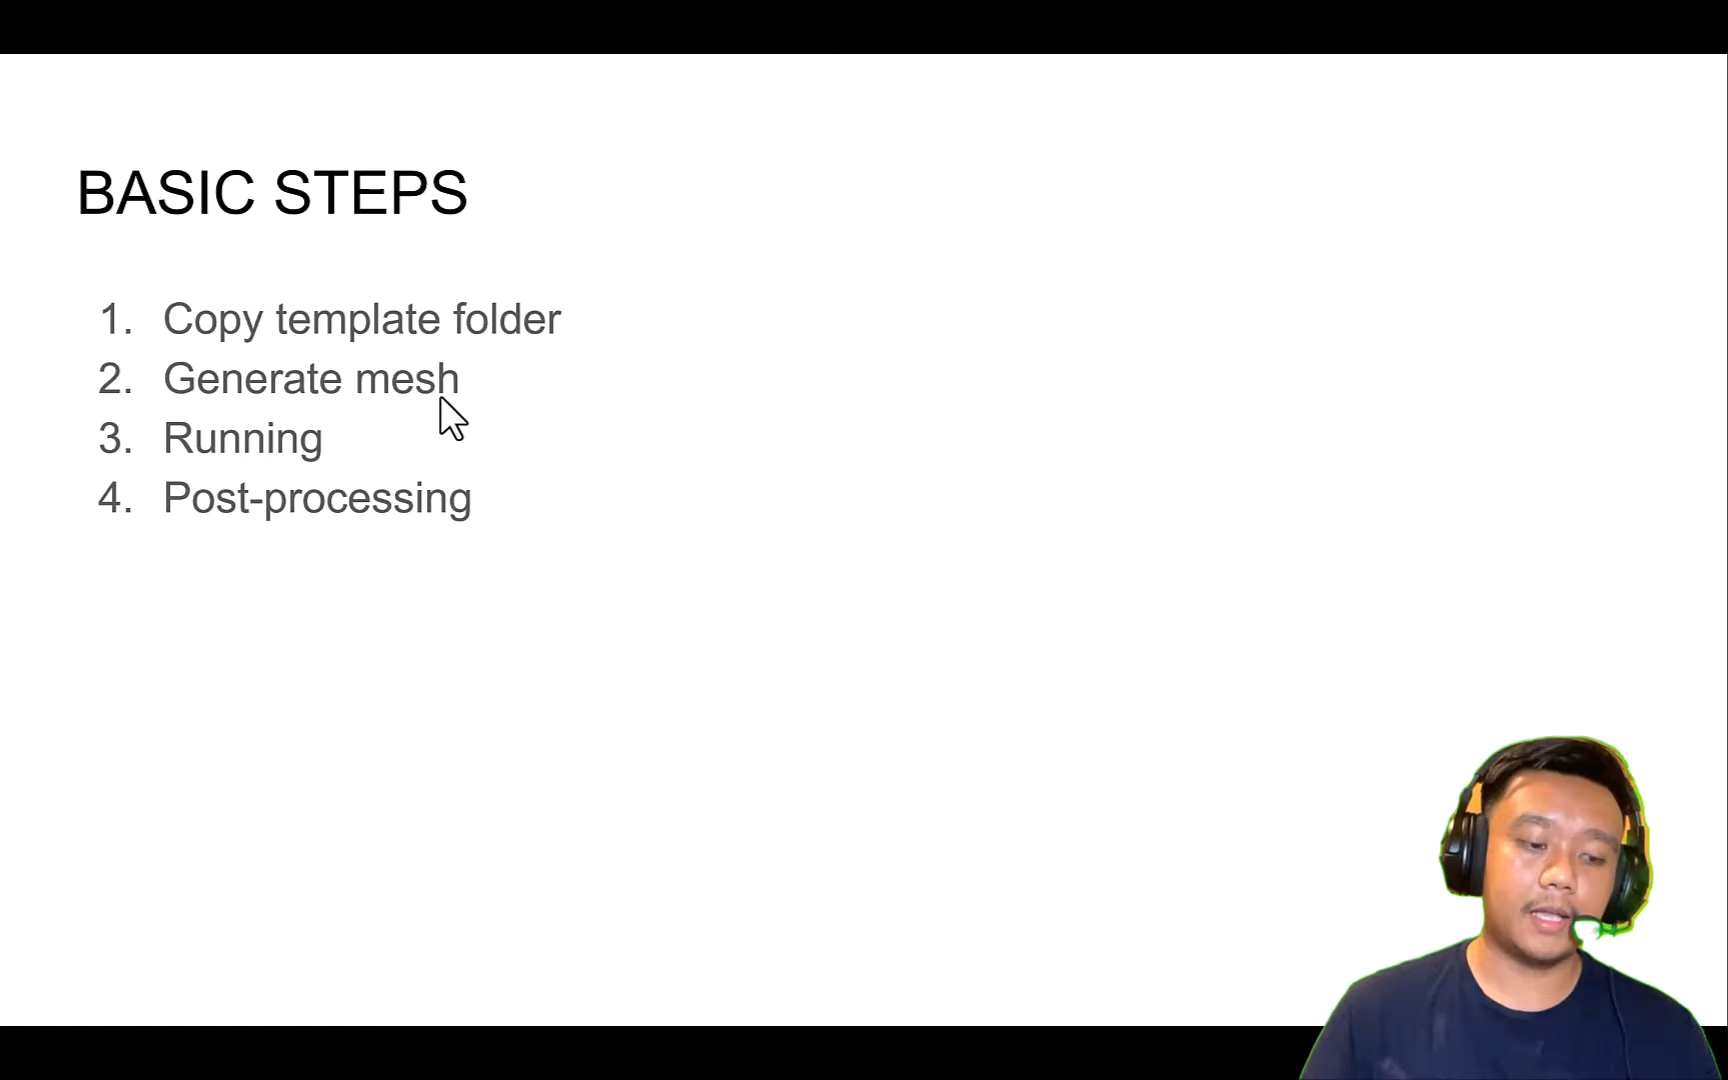 BASIC STEPS
1. Copy template folder
2. Generate mesh
3. Running
4. Post-processing